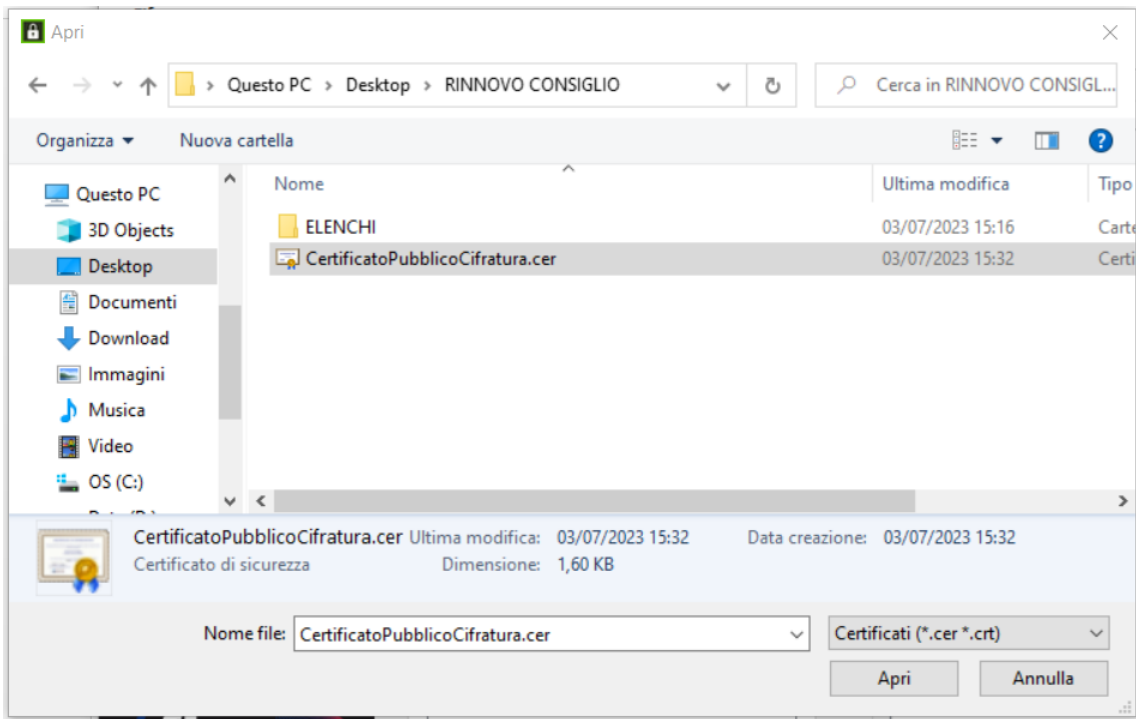 Apri
Questo PC > Desktop > RINNOVO CONSIGLIO
Cerca in RINNOVO CONSIGL...
Organizza Nuova cartella
Nome Ultima modifica Tipo
Questo PC
3D Objects
Desktop
Documenti
Download
Immagini
Musica
Video
OS (C:)
ELENCHI 03/07/2023 15:16 Carte
CertificatoPubblicoCifratura.cer 03/07/2023 15:32 Certi
CertificatoPubblicoCifratura.cer Ultima modifica: 03/07/2023 15:32 Data creazione: 03/07/2023 15:32
Certificato di sicurezza Dimensione: 1,60 KB
Nome file: CertificatoPubblicoCifratura.cer Certificati (*.cer *.crt)
Apri Annulla